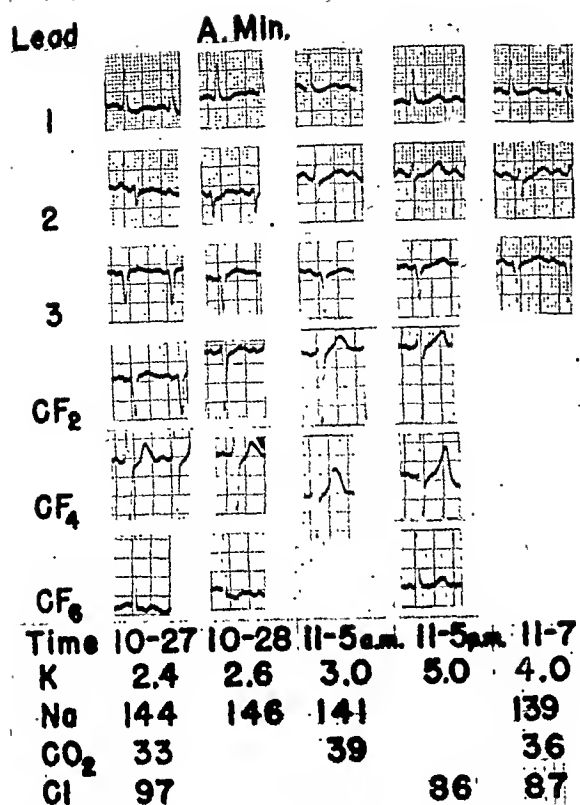 Lead A. Min.
1
2
3
CF2
CF4
CF6
Time 10-27 10-28 11-5 a.m. 11-5 p.m. 11-7
K 2.4 2.6 3.0 5.0 4.0
Na 144 146 141 139
CO2 33 39 36
Cl 97 86 87